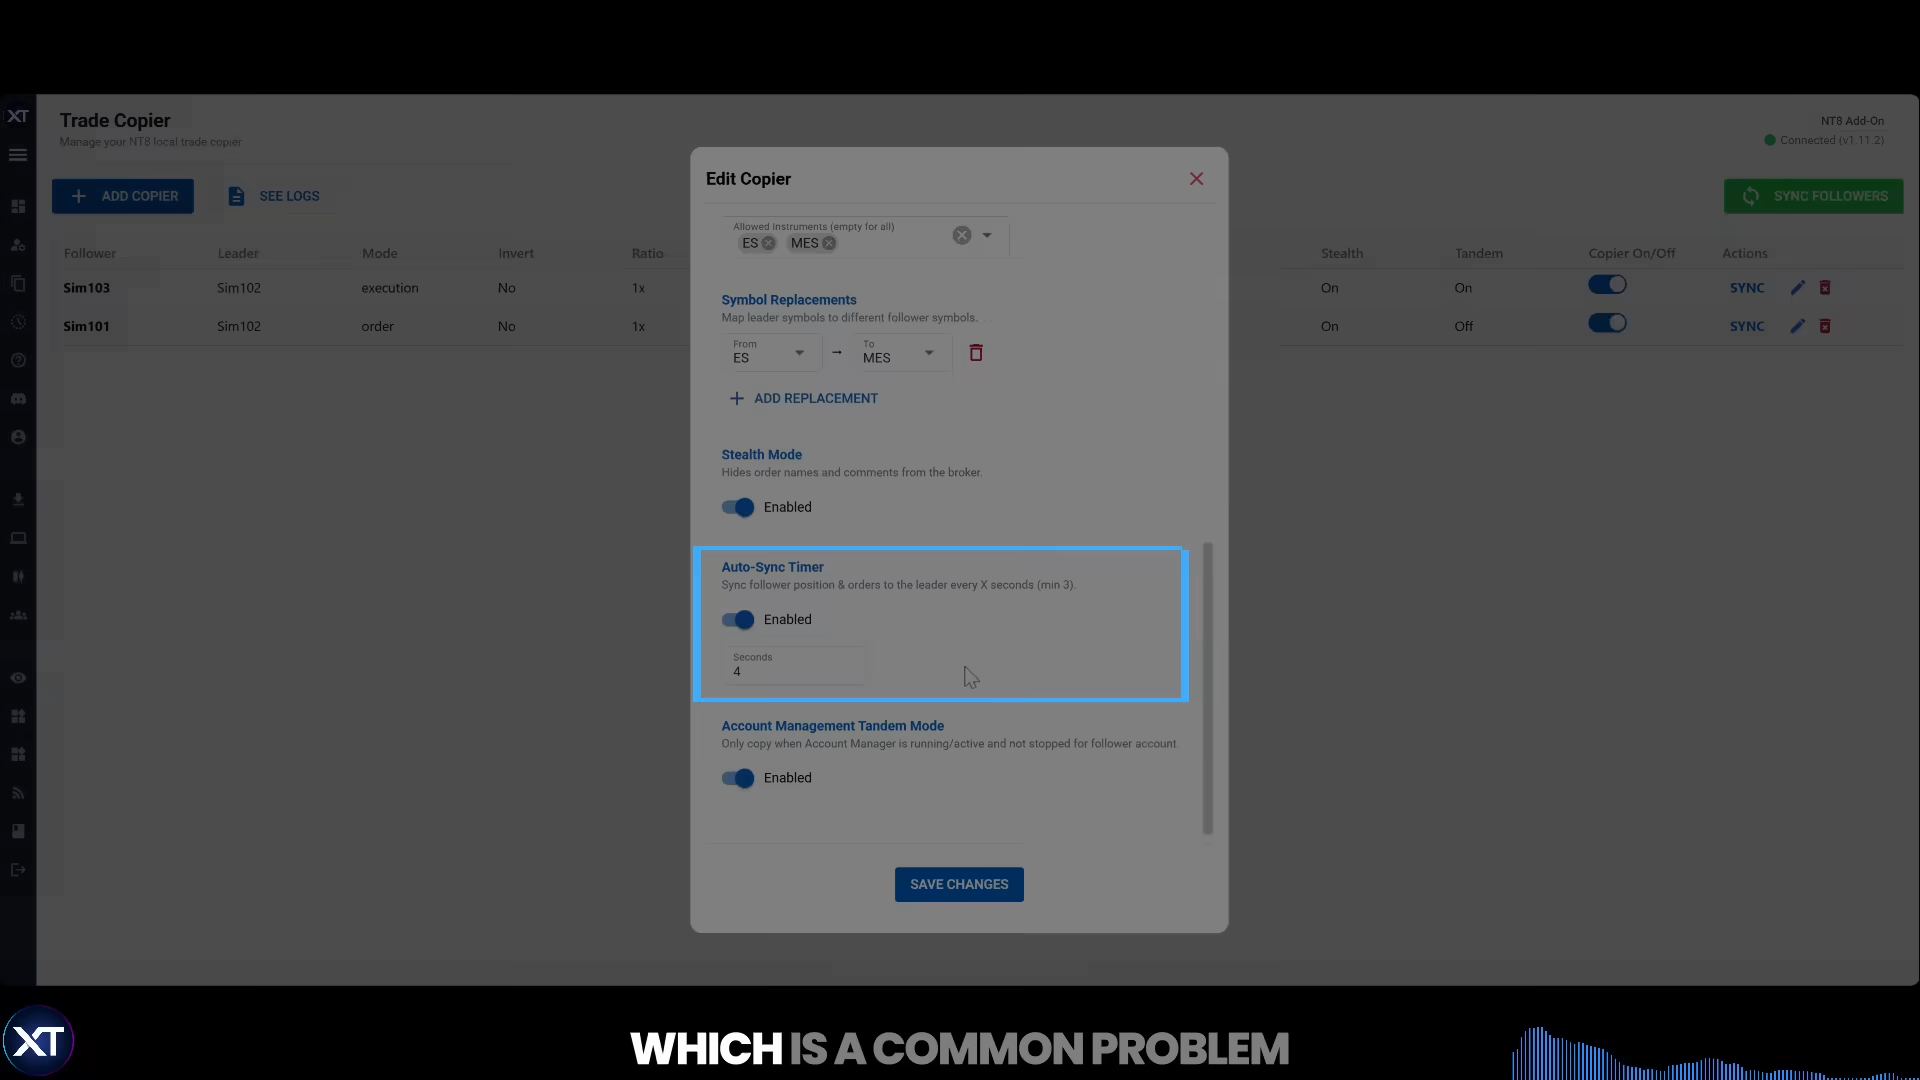 XT
Trade Copier
Manage your NT8 local trade copier
NT8 Add-On
Connected (v1.11.2)
ADD COPIER
SEE LOGS
SYNC FOLLOWERS
Follower Leader Mode Invert Ratio Stealth Tandem Copier On/Off Actions
Sim103 Sim102 execution No 1x On On SYNC
Sim101 Sim102 order No 1x On Off SYNC
Edit Copier
Allowed Instruments (empty for all)
ES MES
Symbol Replacements
Map leader symbols to different follower symbols.
From To
ES → MES
ADD REPLACEMENT
Stealth Mode
Hides order names and comments from the broker.
Enabled
Auto-Sync Timer
Sync follower position & orders to the leader every X seconds (min 3).
Enabled
Seconds
4
Account Management Tandem Mode
Only copy when Account Manager is running/active and not stopped for follower account
Enabled
SAVE CHANGES
XT
WHICH IS A COMMON PROBLEM